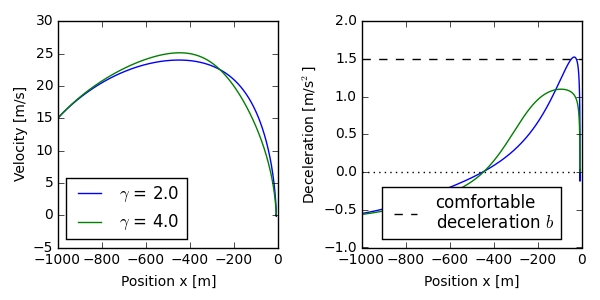 Velocity [m/s]
30
25
20
15
10
5
0
−5
γ = 2.0
γ = 4.0
−1000 −800 −600 −400 −200 0
Position x [m]
Deceleration [m/s²]
2.0
1.5
1.0
0.5
0.0
−0.5
−1.0
comfortable
deceleration b
−1000 −800 −600 −400 −200 0
Position x [m]